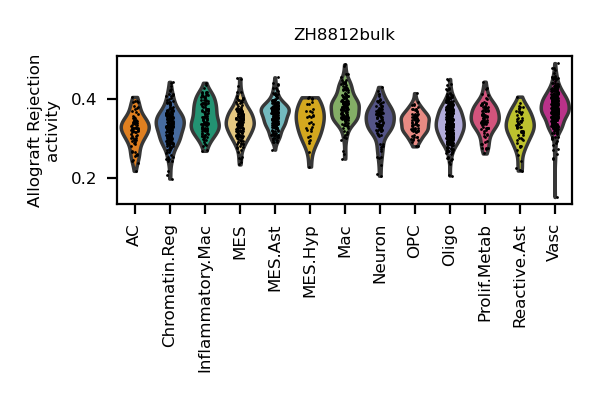 ZH8812bulk
Allograft Rejection
activity
0.4
0.2
AC
Chromatin.Reg
Inflammatory.Mac
MES
MES.Ast
MES.Hyp
Mac
Neuron
OPC
Oligo
Prolif.Metab
Reactive.Ast
Vasc